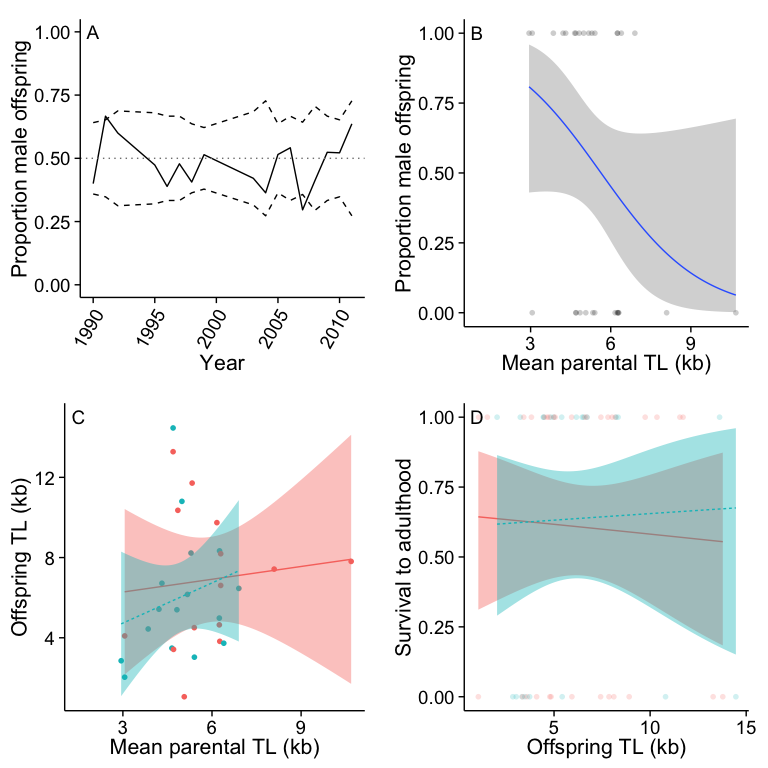 A
1.00
0.75
0.50
0.25
0.00
Proportion male offspring
1990
1995
2000
2005
2010
Year
B
1.00
0.75
0.50
0.25
0.00
Proportion male offspring
3
6
9
Mean parental TL (kb)
C
12
8
4
Offspring TL (kb)
3
6
9
Mean parental TL (kb)
D
1.00
0.75
0.50
0.25
0.00
Survival to adulthood
5
10
15
Offspring TL (kb)